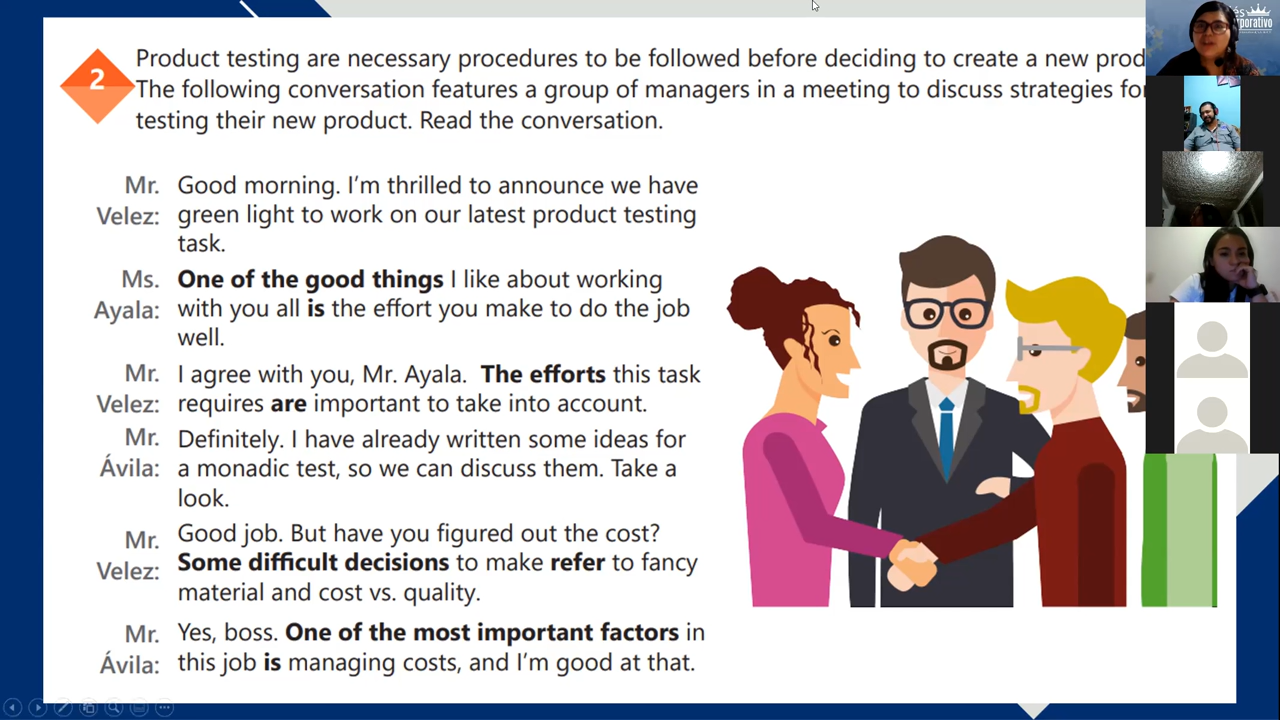 2
Product testing are necessary procedures to be followed before deciding to create a new prod
The following conversation features a group of managers in a meeting to discuss strategies for
testing their new product. Read the conversation.
Mr. Good morning. I'm thrilled to announce we have
Velez: green light to work on our latest product testing
task.
Ms. One of the good things I like about working
Ayala: with you all is the effort you make to do the job
well.
Mr. I agree with you, Mr. Ayala. The efforts this task
Velez: requires are important to take into account.
Mr. Definitely. I have already written some ideas for
Ávila: a monadic test, so we can discuss them. Take a
look.
Mr. Good job. But have you figured out the cost?
Velez: Some difficult decisions to make refer to fancy
material and cost vs. quality.
Mr. Yes, boss. One of the most important factors in
Ávila: this job is managing costs, and I'm good at that.
és
orporativo